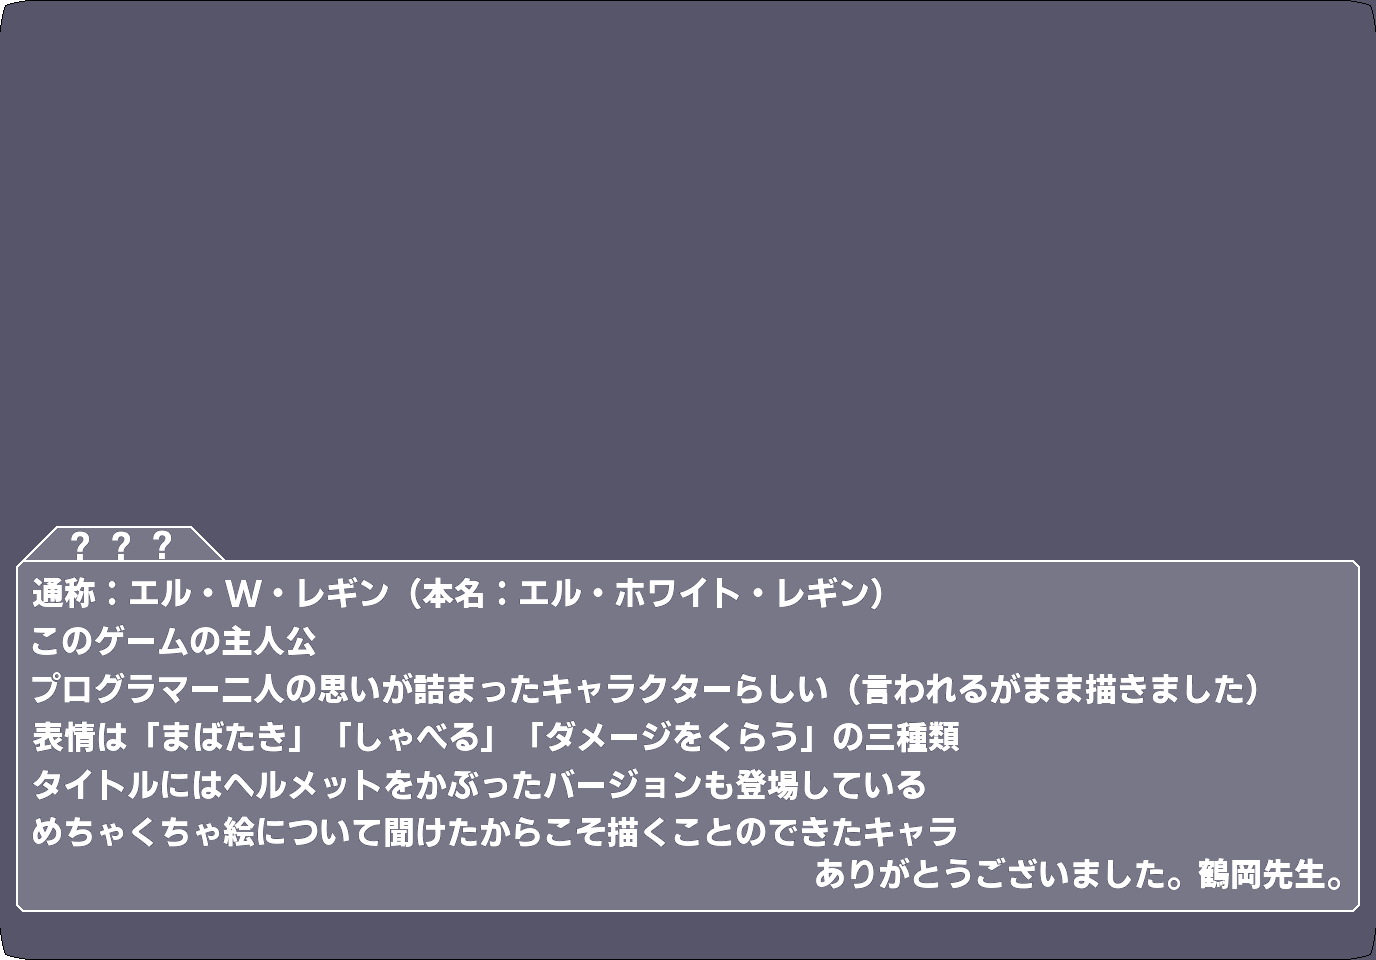 ？？？
通称：エル・W・レギン（本名：エル・ホワイト・レギン）
このゲームの主人公
プログラマー二人の思いが詰まったキャラクターらしい（言われるがまま描きました）
表情は「まばたき」「しゃべる」「ダメージをくらう」の三種類
タイトルにはヘルメットをかぶったバージョンも登場している
めちゃくちゃ絵について聞けたからこそ描くことのできたキャラ
ありがとうございました。鶴岡先生。